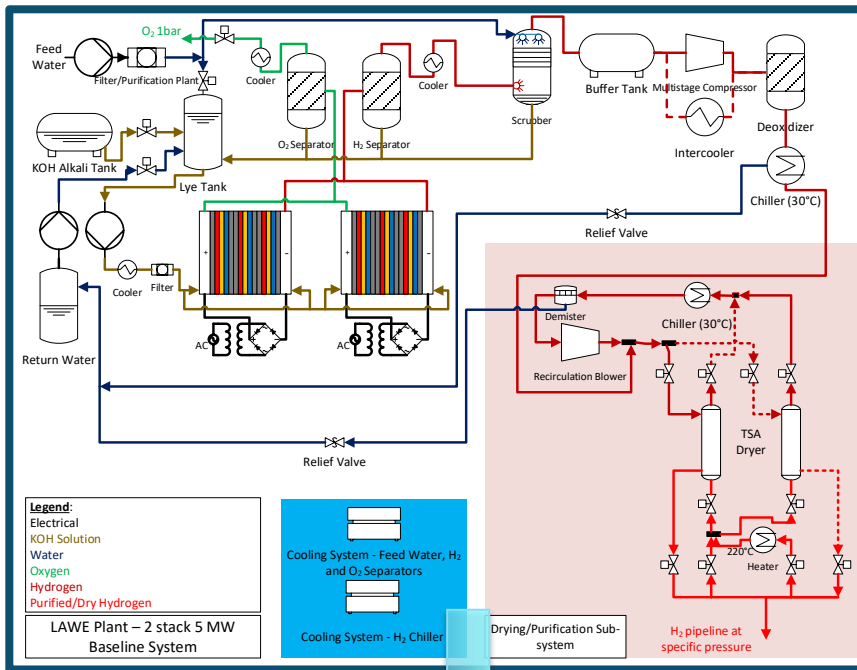 O₂ 1bar
Feed
Water
Filter/Purification Plant
Cooler
Cooler
Scrubber
Buffer Tank
Multistage Compressor
Deoxidizer
Intercooler
KOH Alkali Tank
Lye Tank
O₂ Separator
H₂ Separator
Chiller (30°C)
Relief Valve
+
-
+
-
Cooler
Filter
AC
AC
Return Water
Demister
Chiller (30°C)
Recirculation Blower
TSA
Dryer
Relief Valve
220°C
Heater
H₂ pipeline at
specific pressure
Legend:
Electrical
KOH Solution
Water
Oxygen
Hydrogen
Purified/Dry Hydrogen
LAWE Plant – 2 stack 5 MW
Baseline System
Cooling System - Feed Water, H₂
and O₂ Separators
Cooling System - H₂ Chiller
Drying/Purification Sub-
system